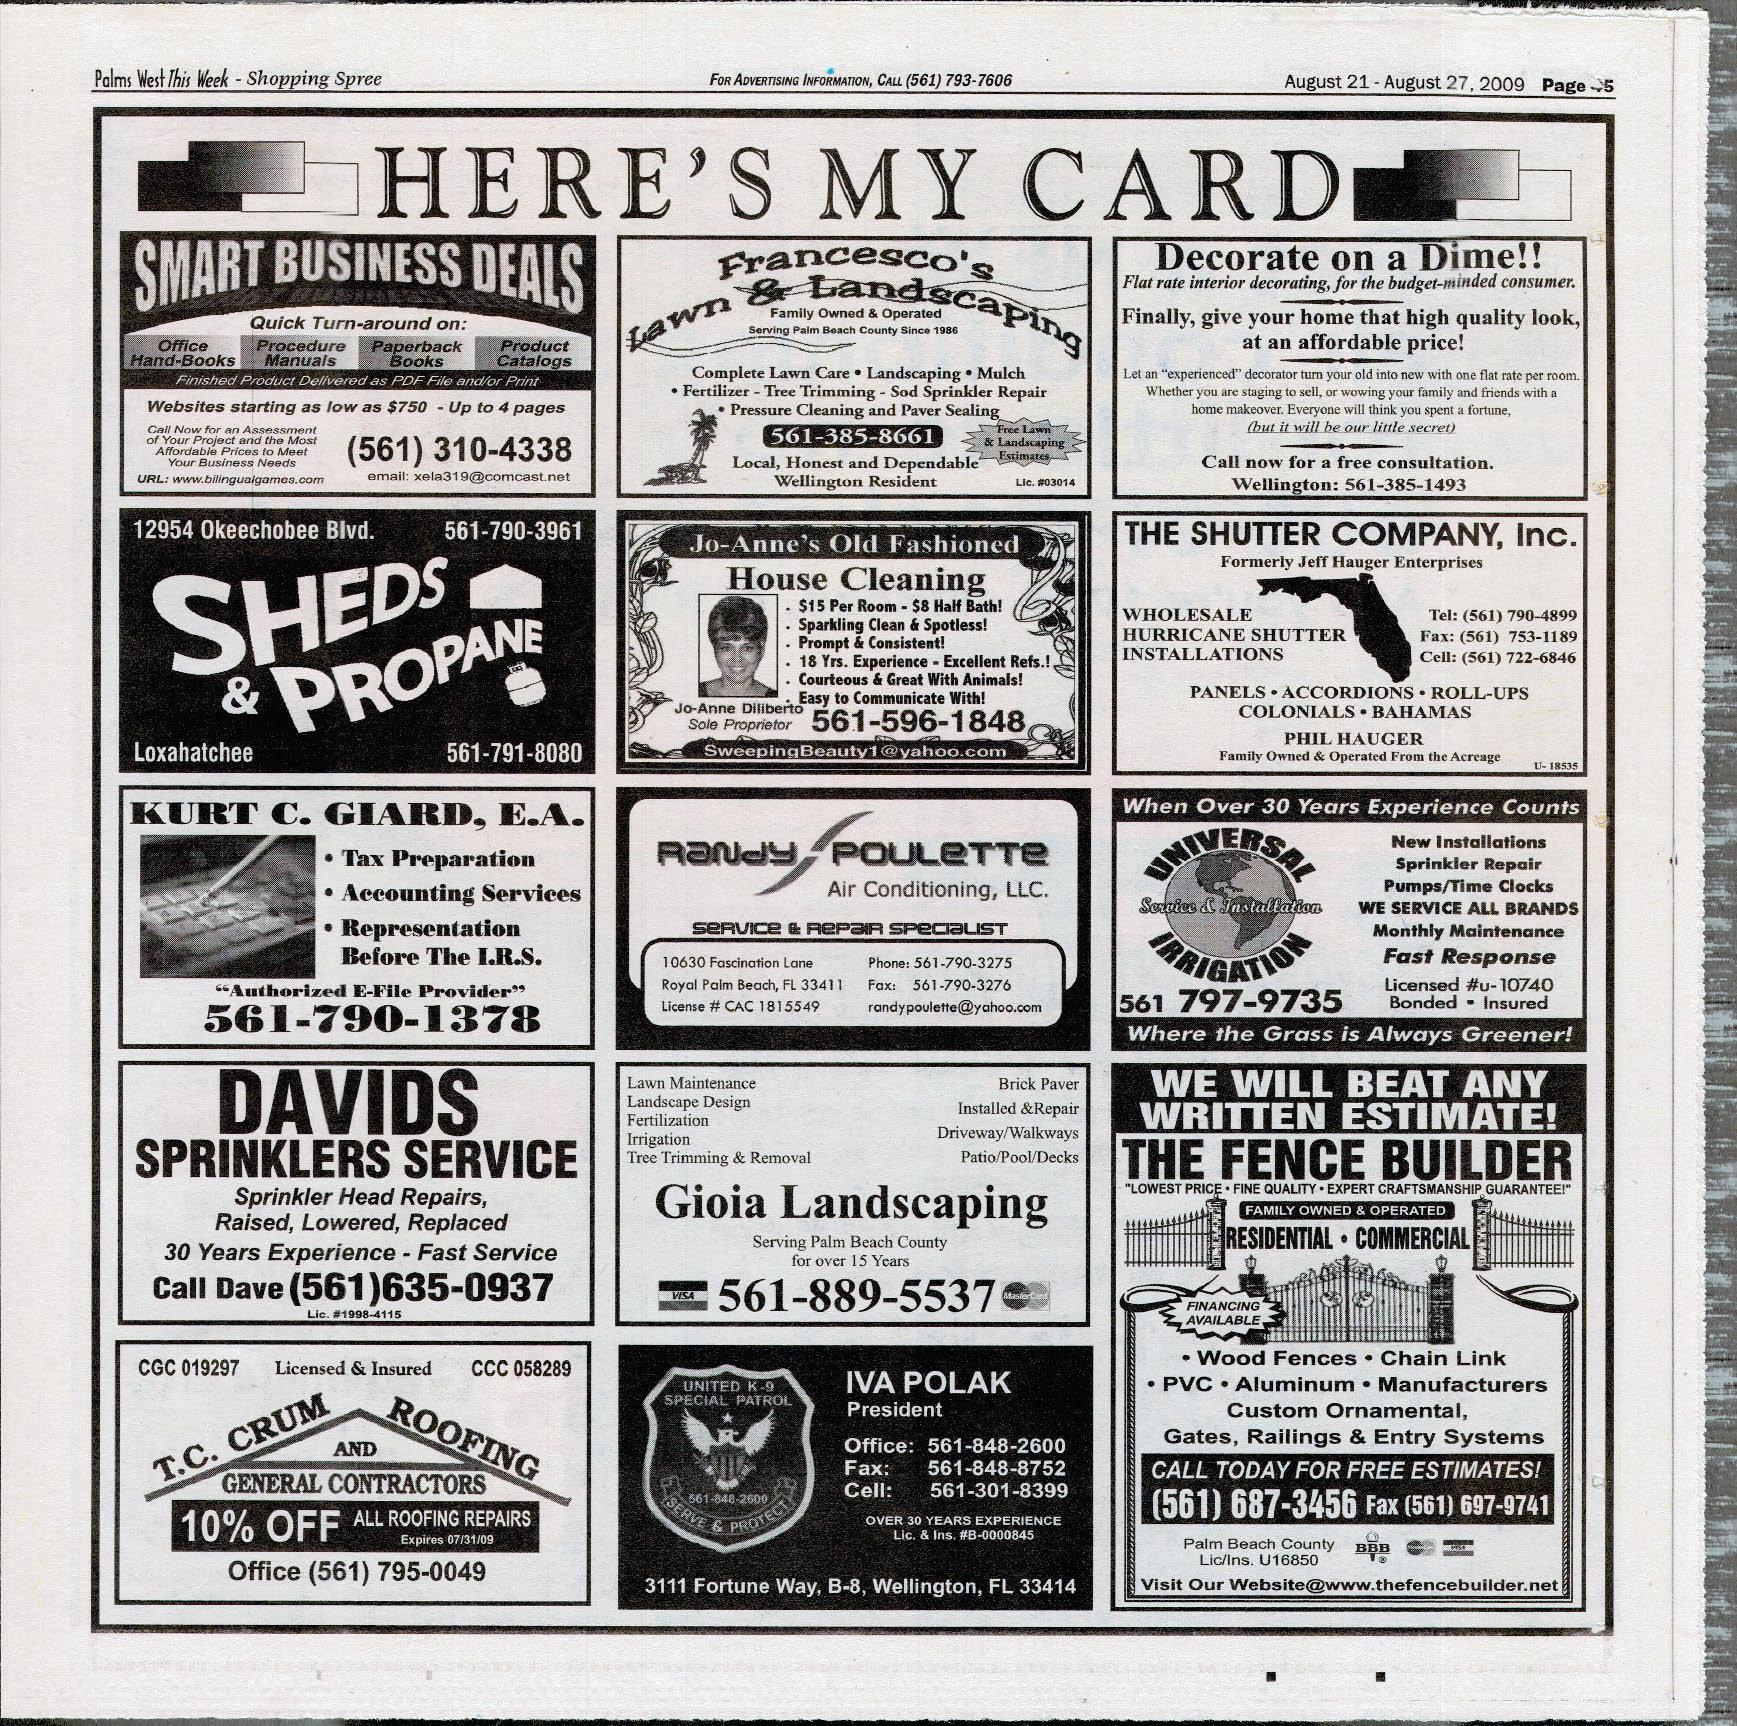 Palms West This Week - Shopping Spree
FOR ADVERTISING INFORMATION, CALL (561) 793-7606
August 21 - August 27, 2009 Page
HERE'S MY CARD
SMART BUSINESS DEALS
Quick Turn-around on:
Office Hand-Books
Procedure Manuals
Paperback Books
Product Catalogs
Finished Product Delivered as PDF File and/or Print
Websites starting as low as $750 - Up to 4 pages
Call Now for an Assessment
of Your Project and the Most
Affordable Prices to Meet
Your Business Needs
(561) 310-4338
URL: www.bilingualgames.com
email: xela319@comcast.net
Francesco's
Lawn & Landscaping
Family Owned & Operated
Serving Palm Beach County Since 1986
Complete Lawn Care • Landscaping • Mulch
• Fertilizer - Tree Trimming - Sod Sprinkler Repair
• Pressure Cleaning and Paver Sealing
561-385-8661
Free Lawn
& Landscaping
Estimates
Local, Honest and Dependable
Wellington Resident
Lic. #03014
Decorate on a Dime!!
Flat rate interior decorating, for the budget-minded consumer.
Finally, give your home that high quality look,
at an affordable price!
Let an "experienced" decorator turn your old into new with one flat rate per room.
Whether you are staging to sell, or wowing your family and friends with a
home makeover. Everyone will think you spent a fortune,
(but it will be our little secret)
Call now for a free consultation.
Wellington: 561-385-1493
12954 Okeechobee Blvd. 561-790-3961
SHEDS
& PROPANE
Loxahatchee 561-791-8080
Jo-Anne's Old Fashioned
House Cleaning
• $15 Per Room - $8 Half Bath!
• Sparkling Clean & Spotless!
• Prompt & Consistent!
• 18 Yrs. Experience - Excellent Refs.!
• Courteous & Great With Animals!
• Easy to Communicate With!
Jo-Anne Diliberto
Sole Proprietor
561-596-1848
SweepingBeauty1@yahoo.com
THE SHUTTER COMPANY, Inc.
Formerly Jeff Hauger Enterprises
WHOLESALE
HURRICANE SHUTTER
INSTALLATIONS
Tel: (561) 790-4899
Fax: (561) 753-1189
Cell: (561) 722-6846
PANELS • ACCORDIONS • ROLL-UPS
COLONIALS • BAHAMAS
PHIL HAUGER
Family Owned & Operated From the Acreage
U- 18535
KURT C. GIARD, E.A.
• Tax Preparation
• Accounting Services
• Representation
Before The I.R.S.
"Authorized E-File Provider"
561-790-1378
Randy Poulette
Air Conditioning, LLC.
Service & Repair Specialist
10630 Fascination Lane
Royal Palm Beach, FL 33411
License # CAC 1815549
Phone: 561-790-3275
Fax: 561-790-3276
randypoulette@yahoo.com
When Over 30 Years Experience Counts
UNIVERSAL
Service & Installation
IRRIGATION
561 797-9735
New Installations
Sprinkler Repair
Pumps/Time Clocks
WE SERVICE ALL BRANDS
Monthly Maintenance
Fast Response
Licensed #u-10740
Bonded • Insured
Where the Grass is Always Greener!
DAVIDS
SPRINKLERS SERVICE
Sprinkler Head Repairs,
Raised, Lowered, Replaced
30 Years Experience - Fast Service
Call Dave (561)635-0937
Lic. #1998-4115
Lawn Maintenance
Landscape Design
Fertilization
Irrigation
Tree Trimming & Removal
Brick Paver
Installed &Repair
Driveway/Walkways
Patio/Pool/Decks
Gioia Landscaping
Serving Palm Beach County
for over 15 Years
VISA 561-889-5537 MasterCard
WE WILL BEAT ANY
WRITTEN ESTIMATE!
THE FENCE BUILDER
"LOWEST PRICE • FINE QUALITY • EXPERT CRAFTSMANSHIP GUARANTEE!"
FAMILY OWNED & OPERATED
RESIDENTIAL • COMMERCIAL
FINANCING
AVAILABLE
• Wood Fences • Chain Link
• PVC • Aluminum • Manufacturers
Custom Ornamental,
Gates, Railings & Entry Systems
CALL TODAY FOR FREE ESTIMATES!
(561) 687-3456 Fax (561) 697-9741
Palm Beach County
Lic/Ins. U16850
BBB
VISA
Visit Our Website@www.thefencebuilder.net
CGC 019297 Licensed & Insured CCC 058289
T.C. CRUM ROOFING
AND
GENERAL CONTRACTORS
10% OFF ALL ROOFING REPAIRS
Expires 07/31/09
Office (561) 795-0049
UNITED K-9
SPECIAL PATROL
561-848-2600
SERVE & PROTECT
IVA POLAK
President
Office: 561-848-2600
Fax: 561-848-8752
Cell: 561-301-8399
OVER 30 YEARS EXPERIENCE
Lic. & Ins. #B-0000845
3111 Fortune Way, B-8, Wellington, FL 33414